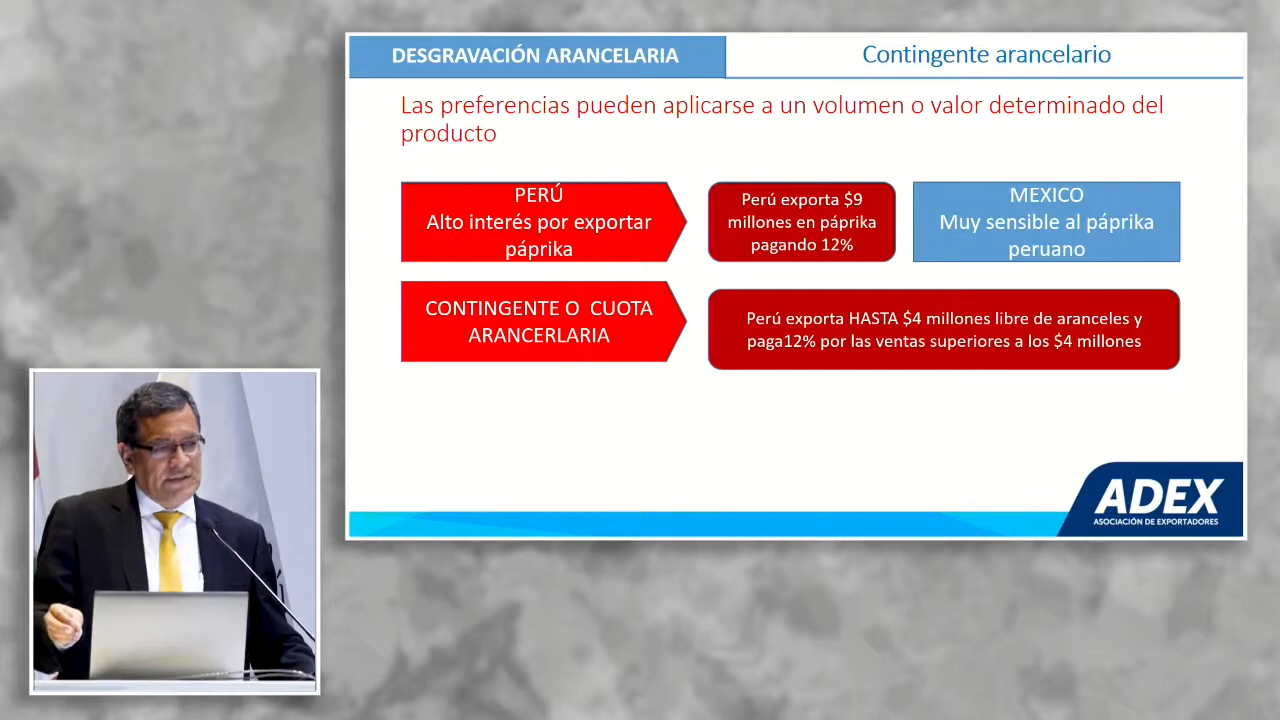 DESGRAVACIÓN ARANCELARIA
Contingente arancelario
Las preferencias pueden aplicarse a un volumen o valor determinado del
producto
PERÚ
Alto interés por exportar
páprika
Perú exporta $9
millones en páprika
pagando 12%
MEXICO
Muy sensible al páprika
peruano
CONTINGENTE O CUOTA
ARANCERLARIA
Perú exporta HASTA $4 millones libre de aranceles y
paga12% por las ventas superiores a los $4 millones
ADEX
ASOCIACIÓN DE EXPORTADORES